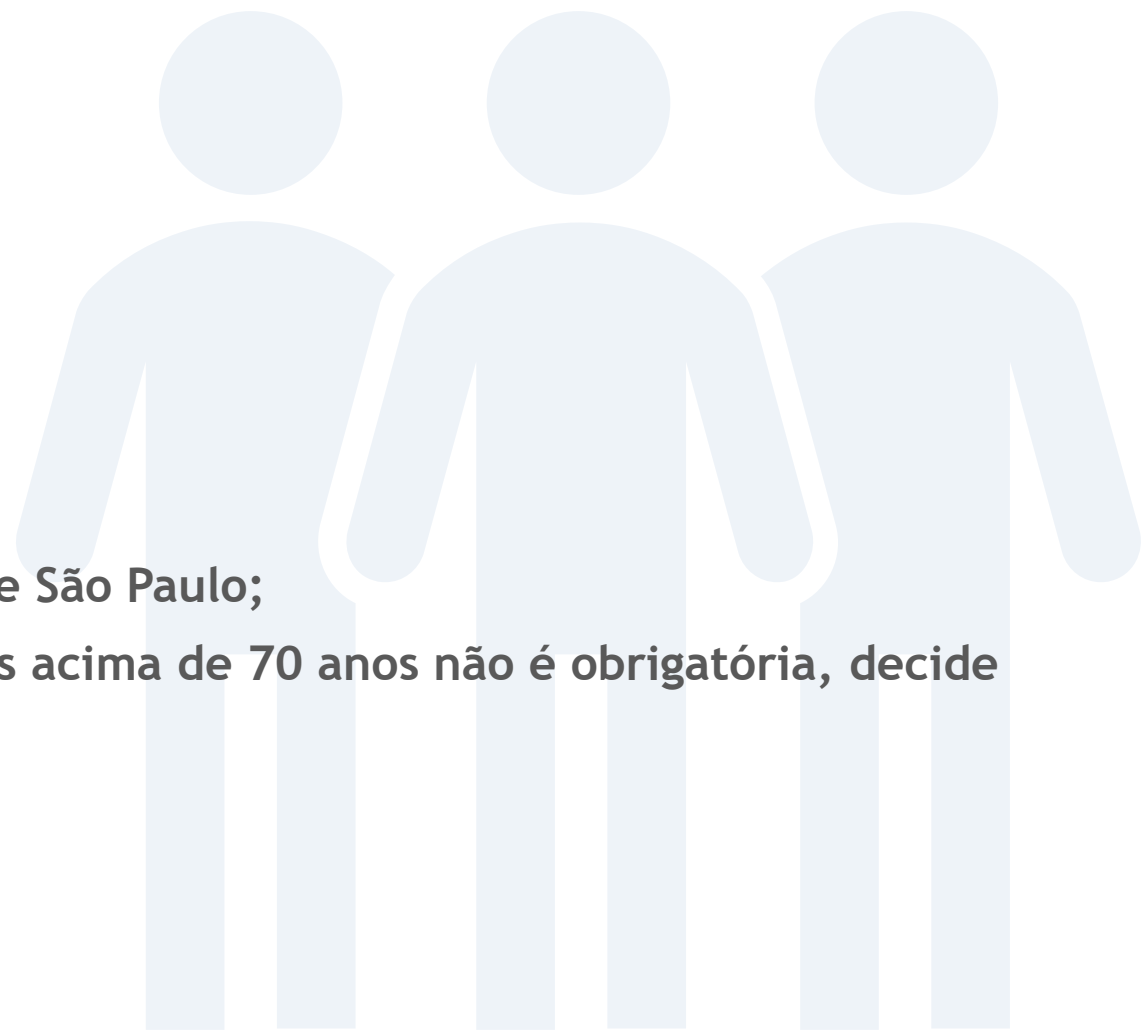 e São Paulo;
s acima de 70 anos não é obrigatória, decide